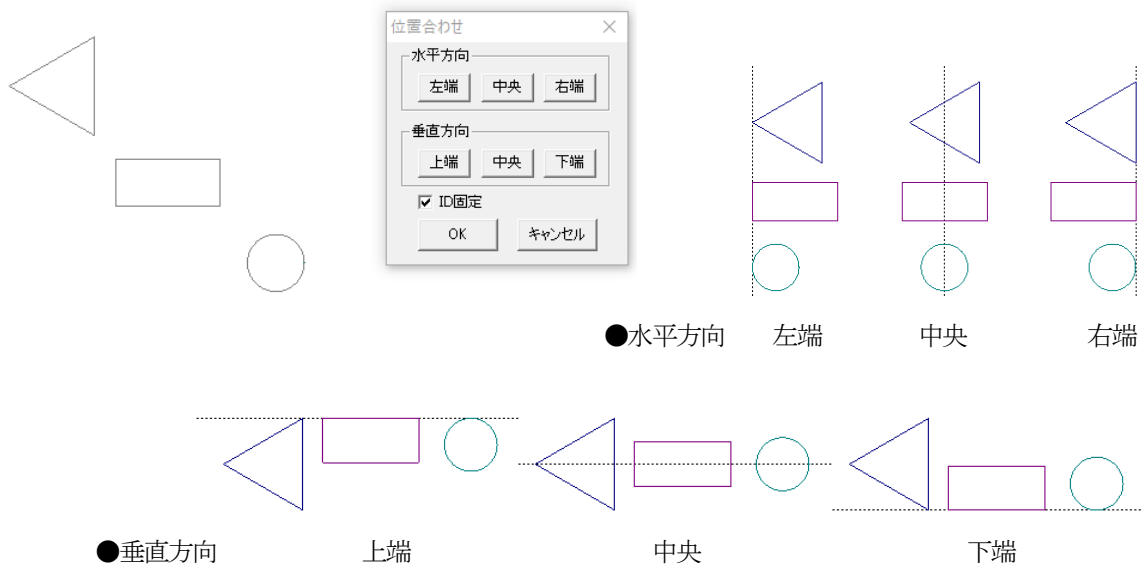 位置合わせ
水平方向
左端 中央 右端
垂直方向
上端 中央 下端
ID固定
OK キャンセル
●水平方向 左端 中央 右端
●垂直方向 上端 中央 下端